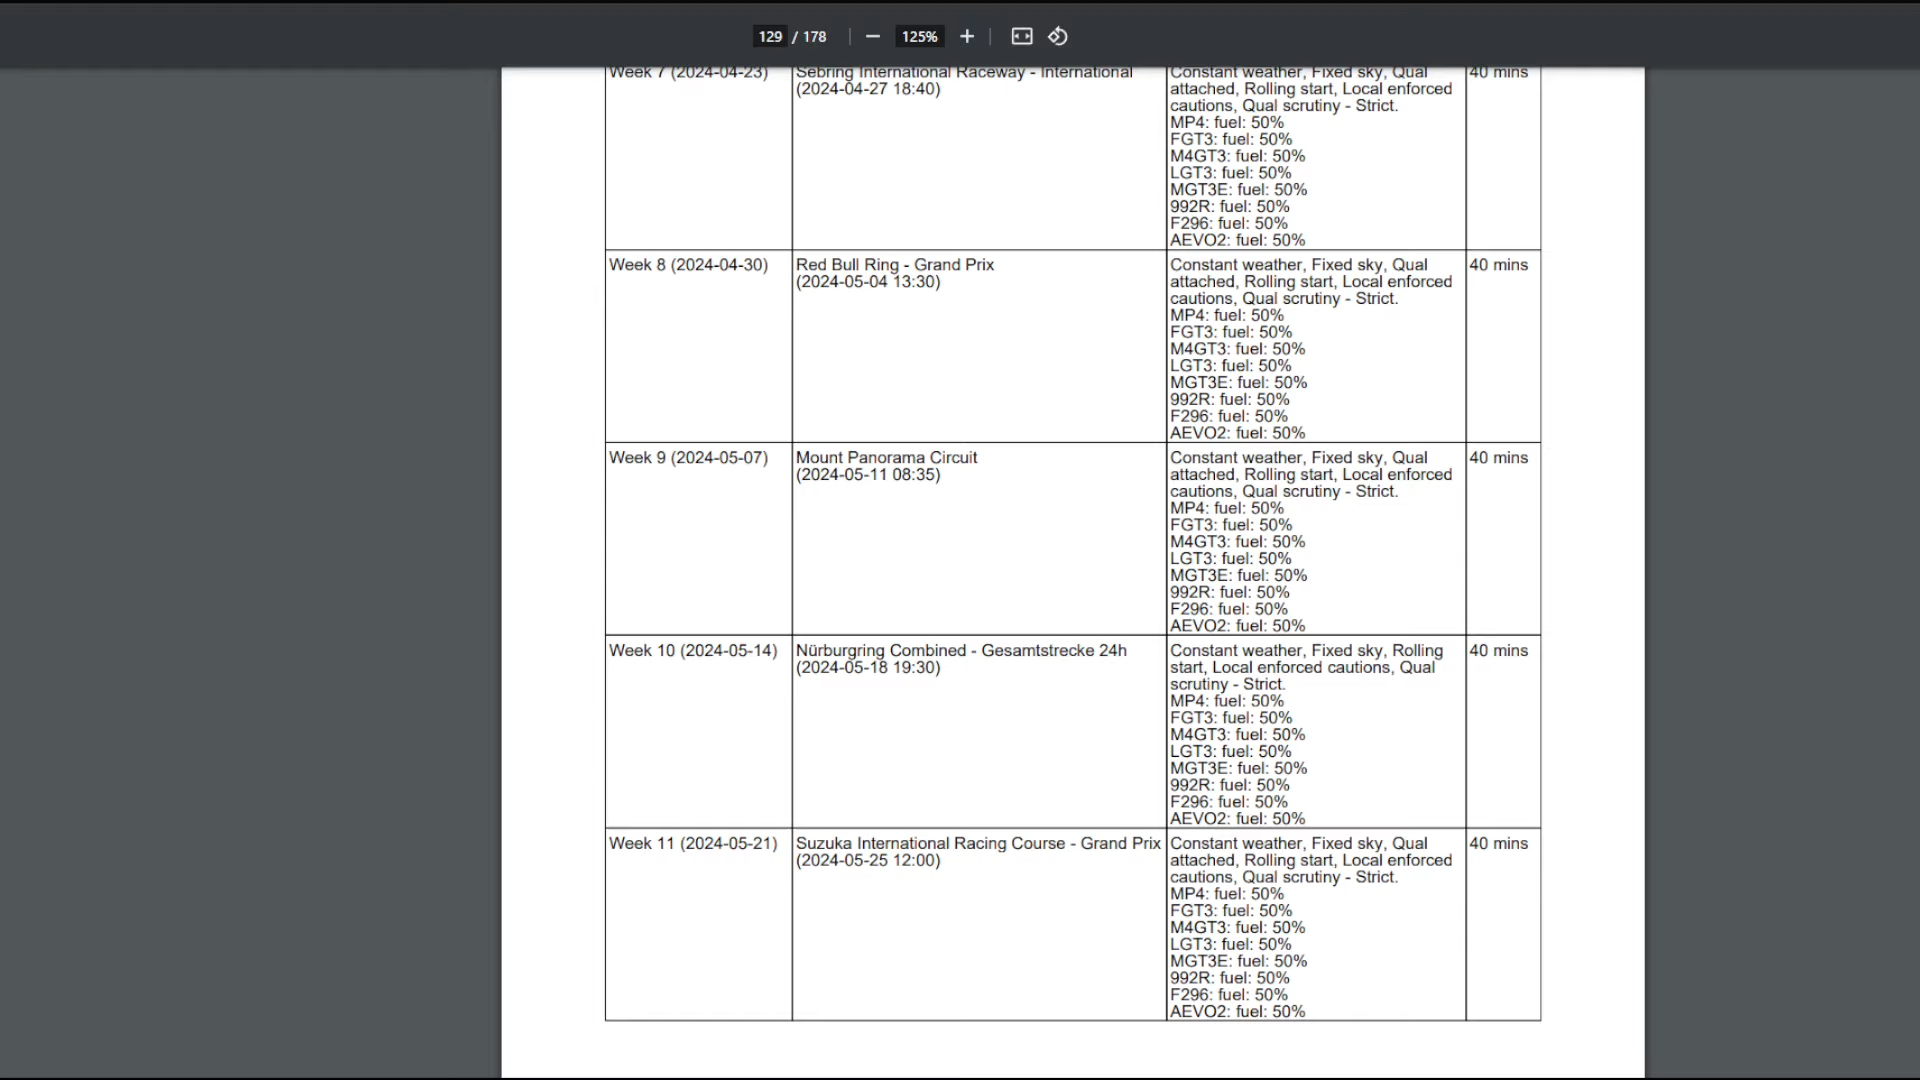 129 / 178
125%
Week 7 (2024-04-23)
Sebring International Raceway - International
(2024-04-27 18:40)
Constant weather, Fixed sky, Qual
attached, Rolling start, Local enforced
cautions, Qual scrutiny - Strict.
MP4: fuel: 50%
FGT3: fuel: 50%
M4GT3: fuel: 50%
LGT3: fuel: 50%
MGT3E: fuel: 50%
992R: fuel: 50%
F296: fuel: 50%
AEVO2: fuel: 50%
40 mins
Week 8 (2024-04-30)
Red Bull Ring - Grand Prix
(2024-05-04 13:30)
Constant weather, Fixed sky, Qual
attached, Rolling start, Local enforced
cautions, Qual scrutiny - Strict.
MP4: fuel: 50%
FGT3: fuel: 50%
M4GT3: fuel: 50%
LGT3: fuel: 50%
MGT3E: fuel: 50%
992R: fuel: 50%
F296: fuel: 50%
AEVO2: fuel: 50%
40 mins
Week 9 (2024-05-07)
Mount Panorama Circuit
(2024-05-11 08:35)
Constant weather, Fixed sky, Qual
attached, Rolling start, Local enforced
cautions, Qual scrutiny - Strict.
MP4: fuel: 50%
FGT3: fuel: 50%
M4GT3: fuel: 50%
LGT3: fuel: 50%
MGT3E: fuel: 50%
992R: fuel: 50%
F296: fuel: 50%
AEVO2: fuel: 50%
40 mins
Week 10 (2024-05-14)
Nürburgring Combined - Gesamtstrecke 24h
(2024-05-18 19:30)
Constant weather, Fixed sky, Rolling
start, Local enforced cautions, Qual
scrutiny - Strict.
MP4: fuel: 50%
FGT3: fuel: 50%
M4GT3: fuel: 50%
LGT3: fuel: 50%
MGT3E: fuel: 50%
992R: fuel: 50%
F296: fuel: 50%
AEVO2: fuel: 50%
40 mins
Week 11 (2024-05-21)
Suzuka International Racing Course - Grand Prix
(2024-05-25 12:00)
Constant weather, Fixed sky, Qual
attached, Rolling start, Local enforced
cautions, Qual scrutiny - Strict.
MP4: fuel: 50%
FGT3: fuel: 50%
M4GT3: fuel: 50%
LGT3: fuel: 50%
MGT3E: fuel: 50%
992R: fuel: 50%
F296: fuel: 50%
AEVO2: fuel: 50%
40 mins